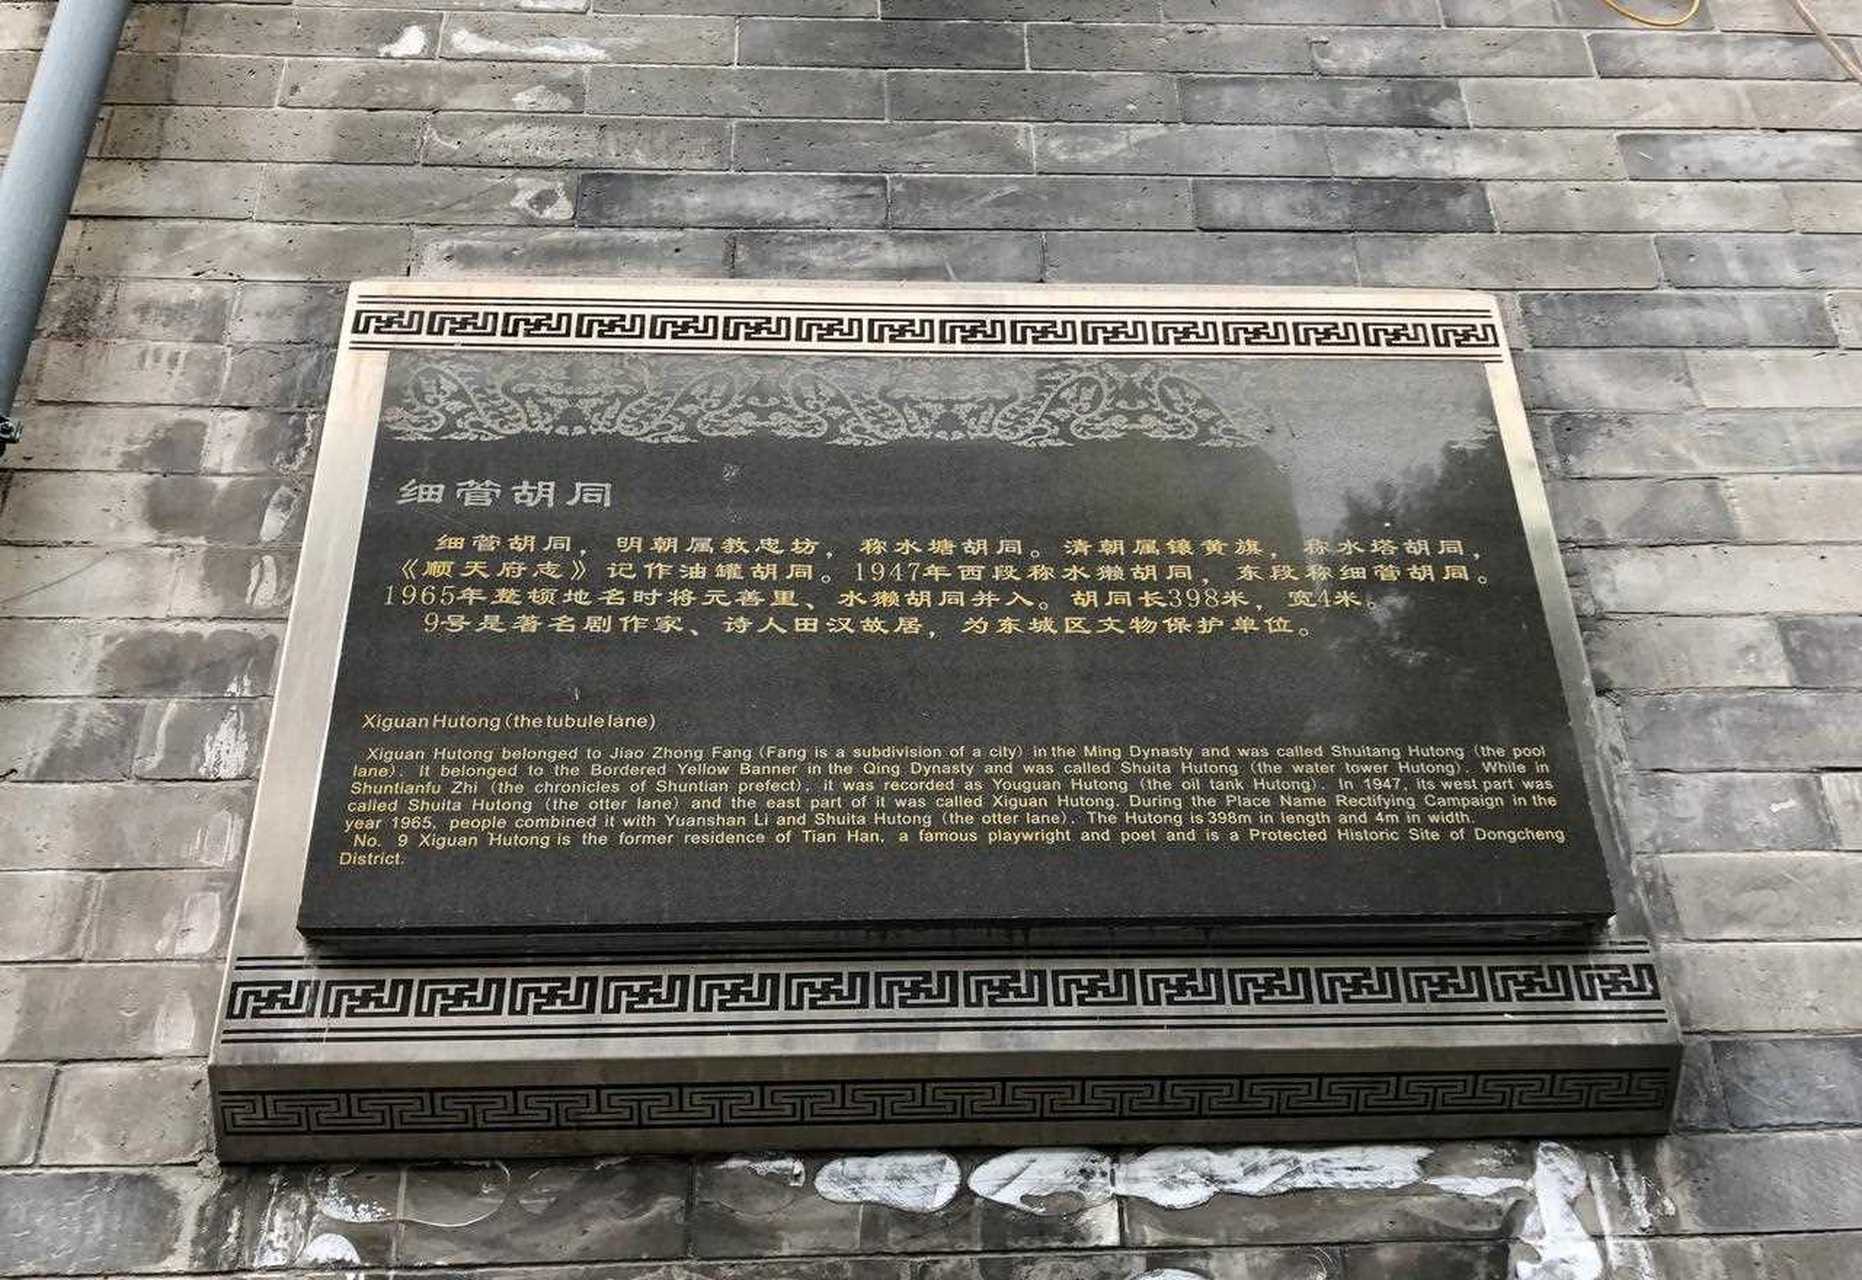 细管胡同
细管胡同，明朝属教忠坊，称水塘胡同。清朝属镶黄旗，称水塔胡同，
《顺天府志》记作油罐胡同。1947年西段称水獭胡同，东段称细管胡同。
1965年整顿地名时将元善里、水獭胡同并入。胡同长398米，宽4米。
9号是著名剧作家、诗人田汉故居，为东城区文物保护单位。
Xiguan Hutong (the tubule lane)
Xiguan Hutong belonged to Jiao Zhong Fang (Fang is a subdivision of a city) in the Ming Dynasty and was called Shuitang Hutong (the pool
lane). It belonged to the Bordered Yellow Banner in the Qing Dynasty and was called Shuita Hutong (the water tower Hutong). While in
Shuntianfu Zhi (the chronicles of Shuntian prefect), it was recorded as Youguan Hutong (the oil tank Hutong). In 1947, its west part was
called Shuita Hutong (the otter lane) and the east part of it was called Xiguan Hutong. During the Place Name Rectifying Campaign in the
year 1965, people combined it with Yuanshan Li and Shuita Hutong (the otter lane). The Hutong is 398m in length and 4m in width.
No. 9 Xiguan Hutong is the former residence of Tian Han, a famous playwright and poet and is a Protected Historic Site of Dongcheng
District.